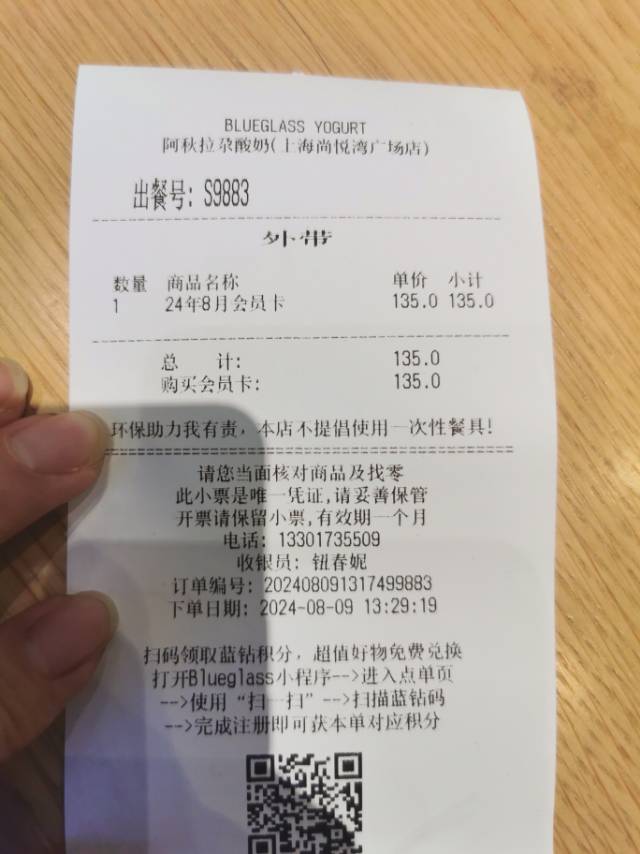 BLUEGLASS YOGURT
阿秋拉尕酸奶(上海尚悦湾广场店)
出餐号: S9883
外带
数量 商品名称 单价 小计
1 24年8月会员卡 135.0 135.0
总 计: 135.0
购买会员卡: 135.0
环保助力我有责, 本店不提倡使用一次性餐具!
请您当面核对商品及找零
此小票是唯一凭证,请妥善保管
开票请保留小票,有效期一个月
电话: 13301735509
收银员: 钮春妮
订单编号: 202408091317499883
下单日期: 2024-08-09 13:29:19
扫码领取蓝钻积分, 超值好物免费兑换
打开Blueglass小程序-->进入点单页
-->使用“扫一扫”-->扫描蓝钻码
-->完成注册即可获本单对应积分